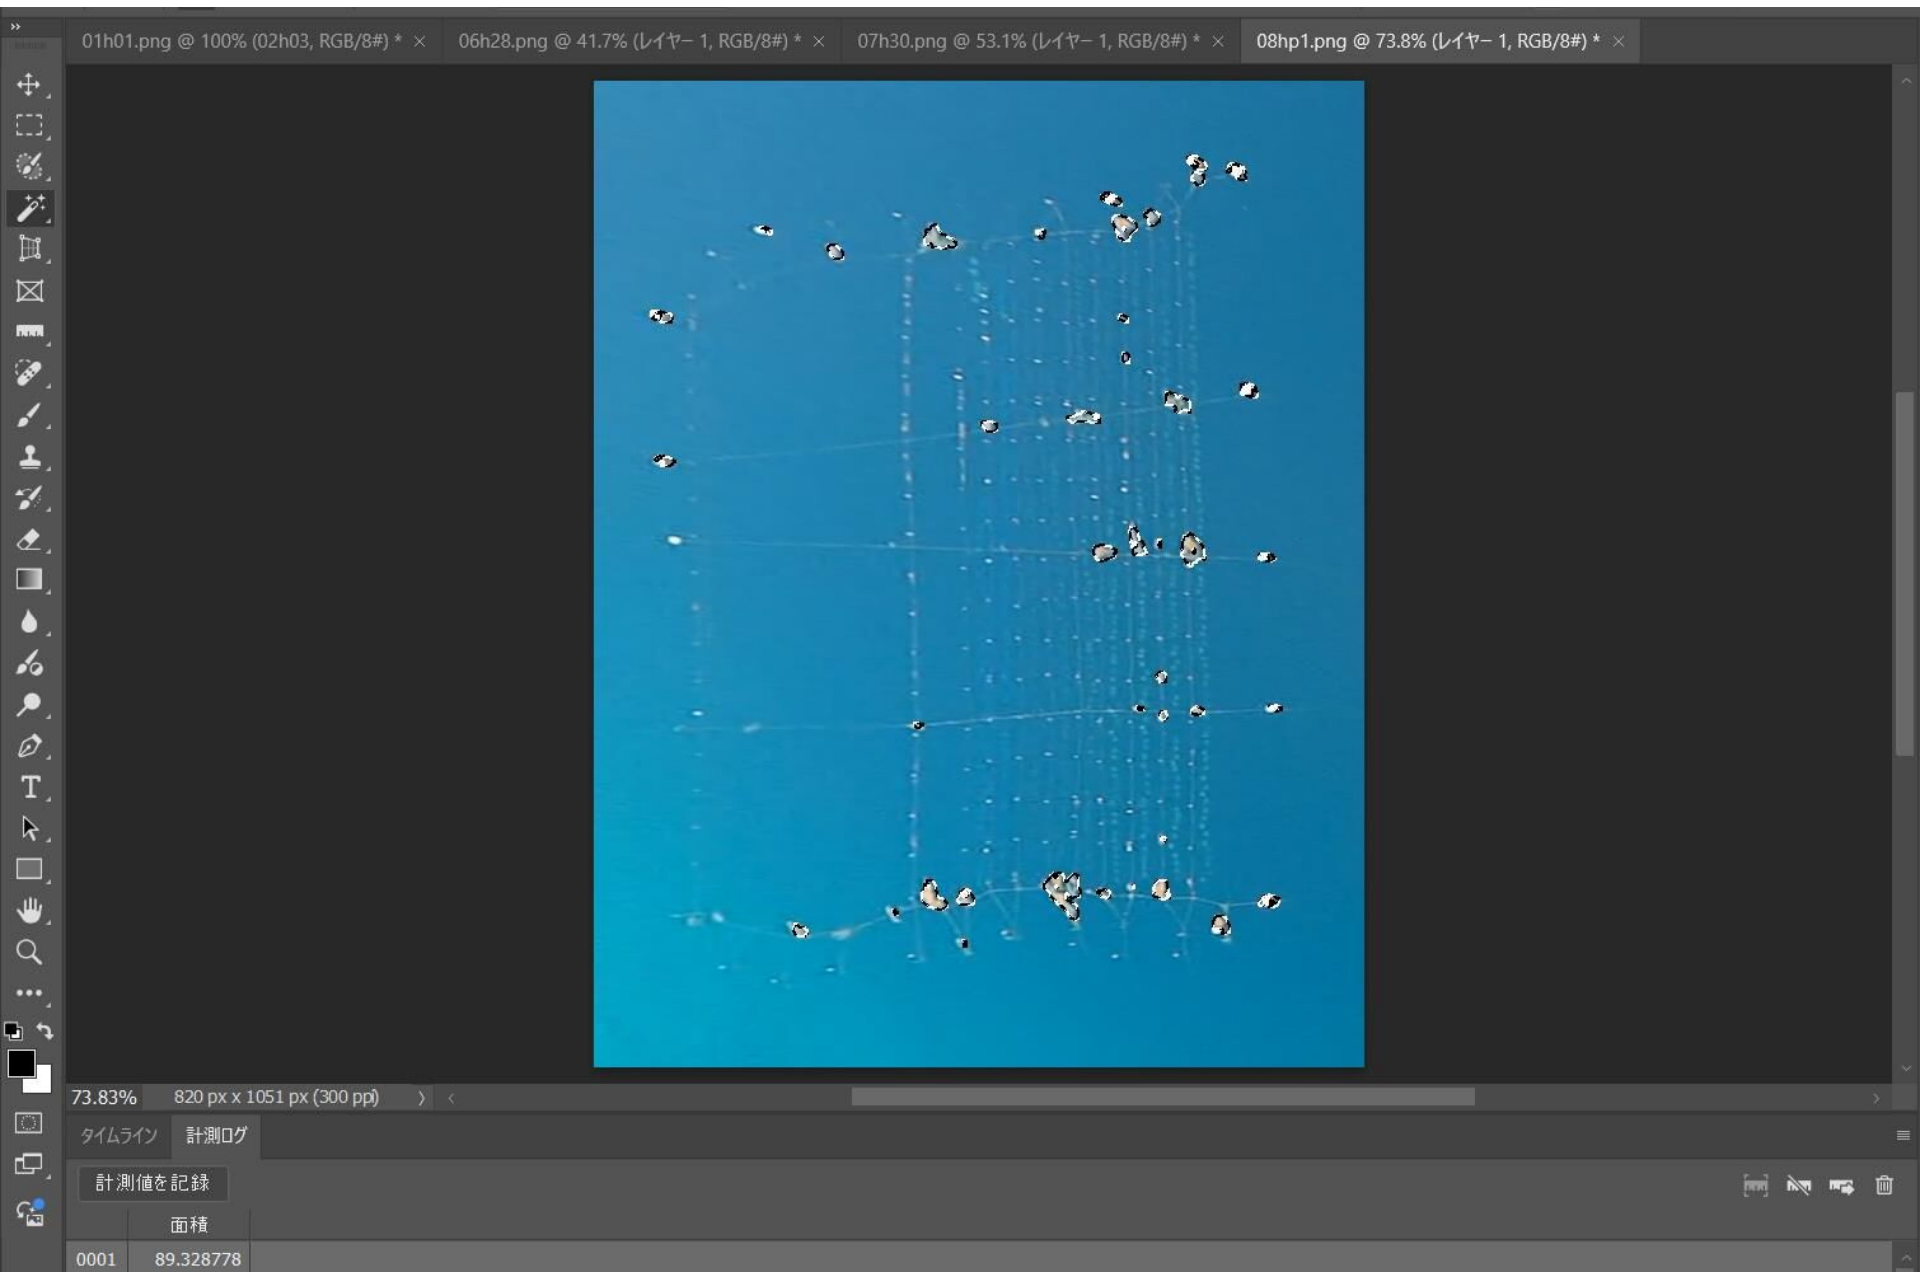 01h01.png @ 100% (02h03, RGB/8#) *
06h28.png @ 41.7% (レイヤー 1, RGB/8#) *
07h30.png @ 53.1% (レイヤー 1, RGB/8#) *
08hp1.png @ 73.8% (レイヤー 1, RGB/8#) *
73.83%
820 px x 1051 px (300 ppi)
タイムライン
計測ログ
計測値を記録
面積
0001
89.328778